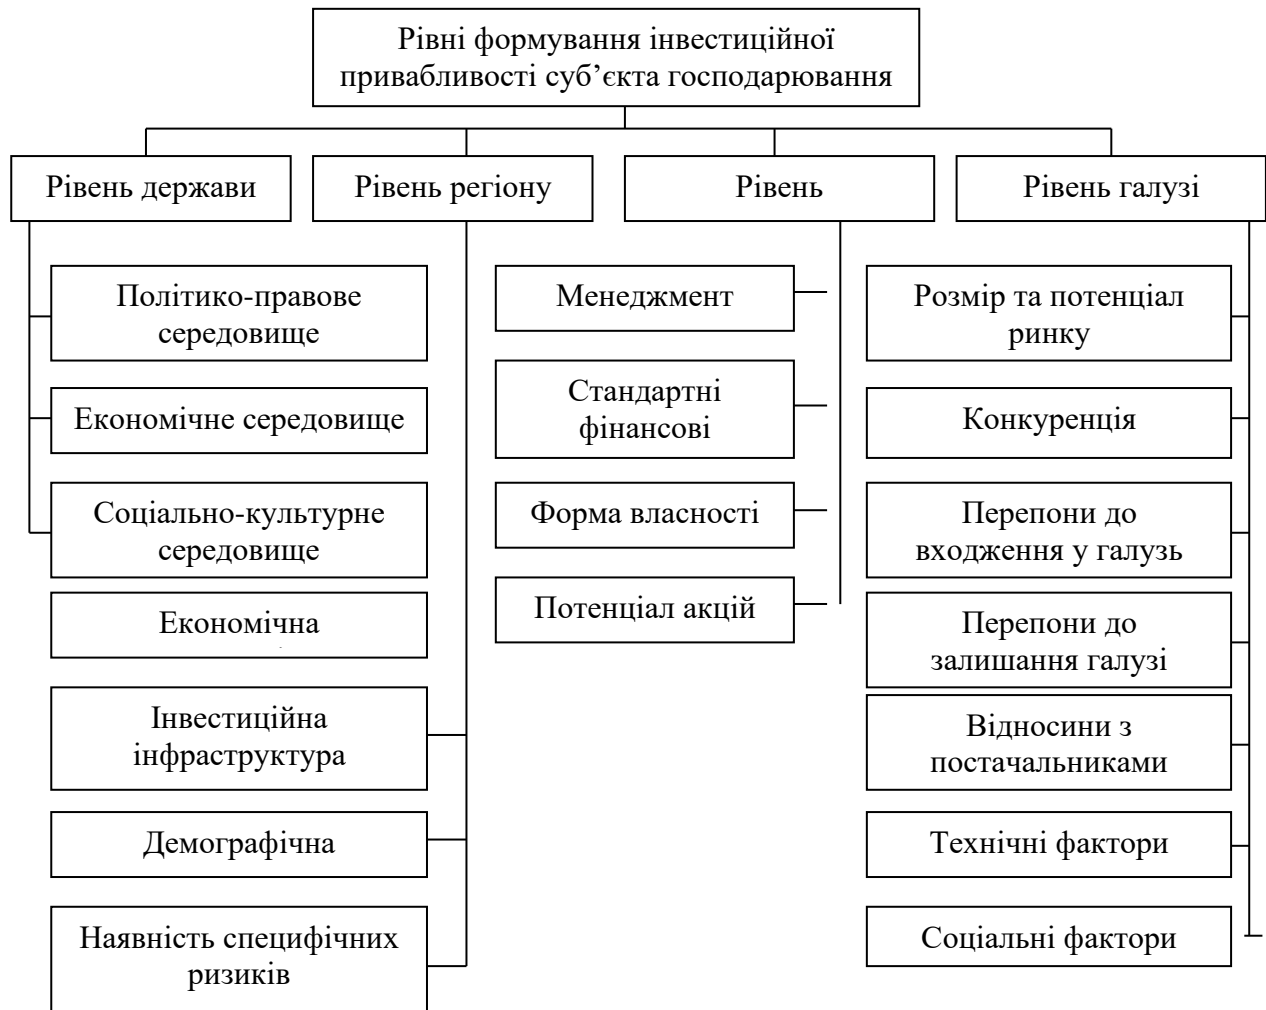 Рівні формування інвестиційної
привабливості суб’єкта господарювання
Рівень держави
Рівень регіону
Рівень
Рівень галузі
Політико-правове
середовище
Економічне середовище
Соціально-культурне
середовище
Економічна
Інвестиційна
інфраструктура
Демографічна
Наявність специфічних
ризиків
Менеджмент
Стандартні
фінансові
Форма власності
Потенціал акцій
Розмір та потенціал
ринку
Конкуренція
Перепони до
входження у галузь
Перепони до
залишання галузі
Відносини з
постачальниками
Технічні фактори
Соціальні фактори